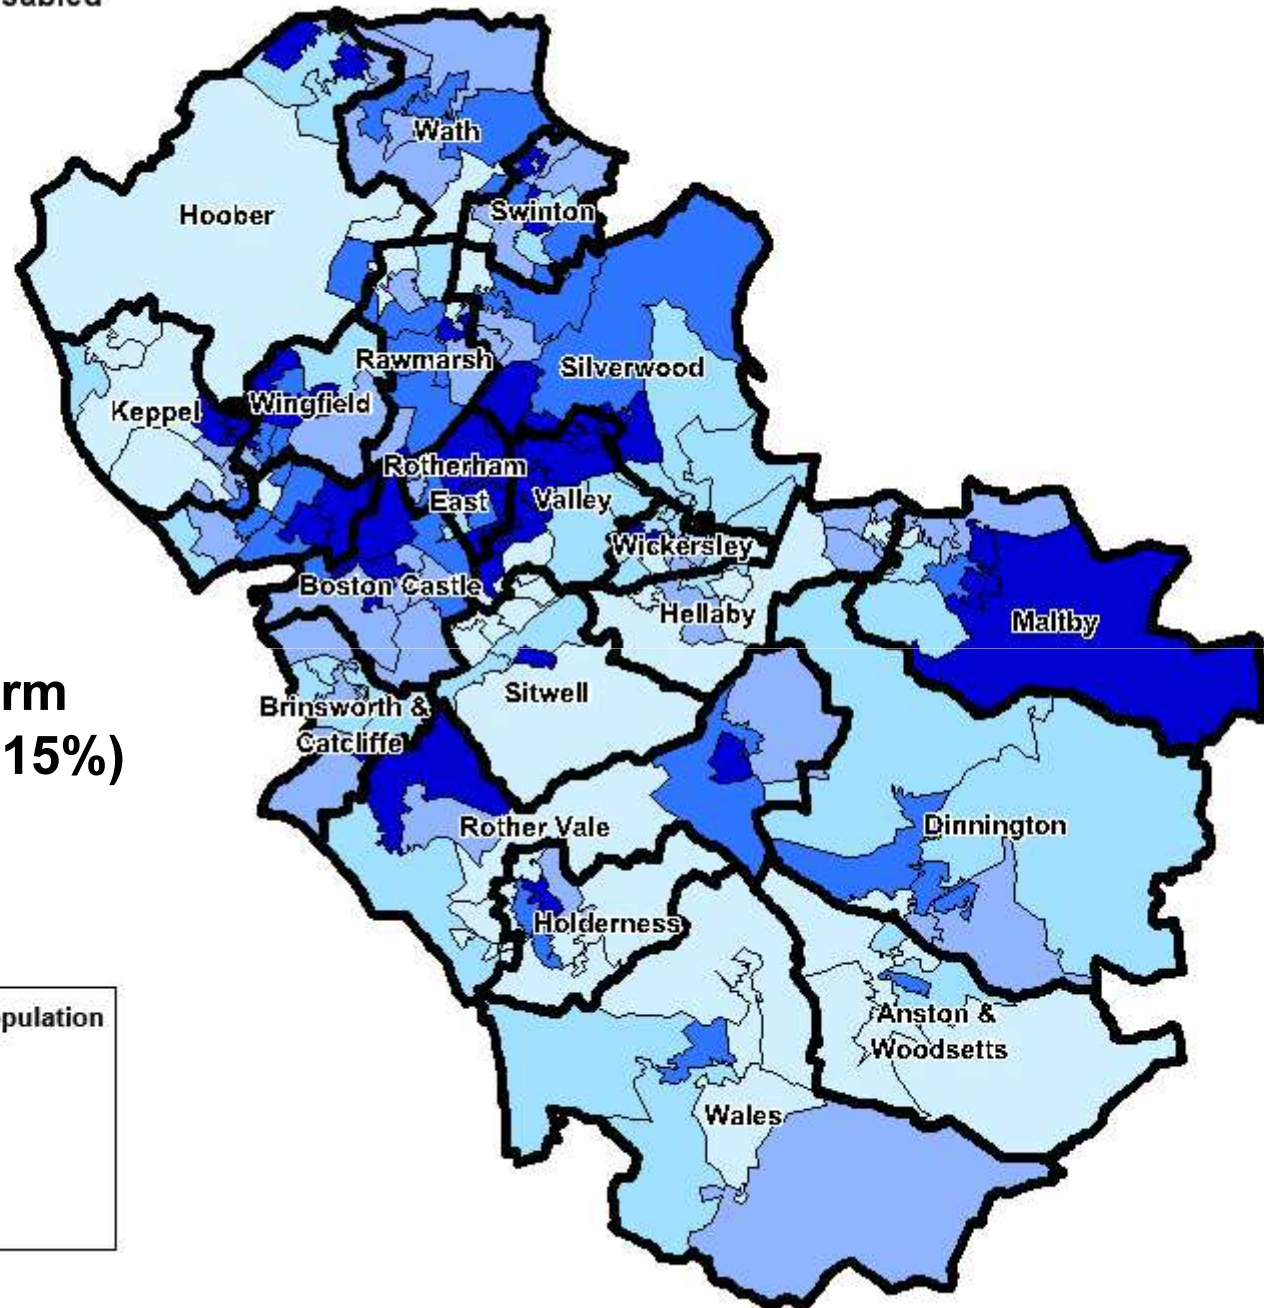 Wath
Hoober
Swinton
Rawmarsh
Silverwood
Keppel
Wingfield
Rotherham
East
Valley
Wickersley
Boston Castle
Hellaby
Maltby
Sitwell
Brinsworth &
Catcliffe
rm
15%)
Rother Vale
Dinnington
Holderness
Anston &
Woodsetts
Wales